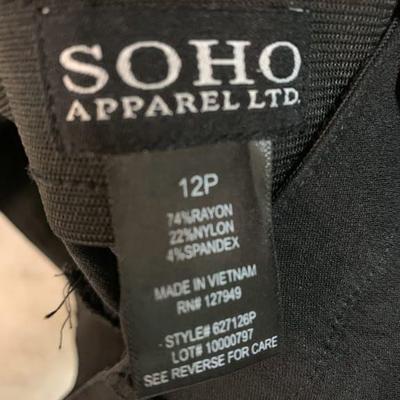 SOHO
APPAREL LTD.
12P
74%RAYON
22%NYLON
4%SPANDEX
MADE IN VIETNAM
RN# 127949
STYLE# 627126P
LOT# 10000797
SEE REVERSE FOR CARE